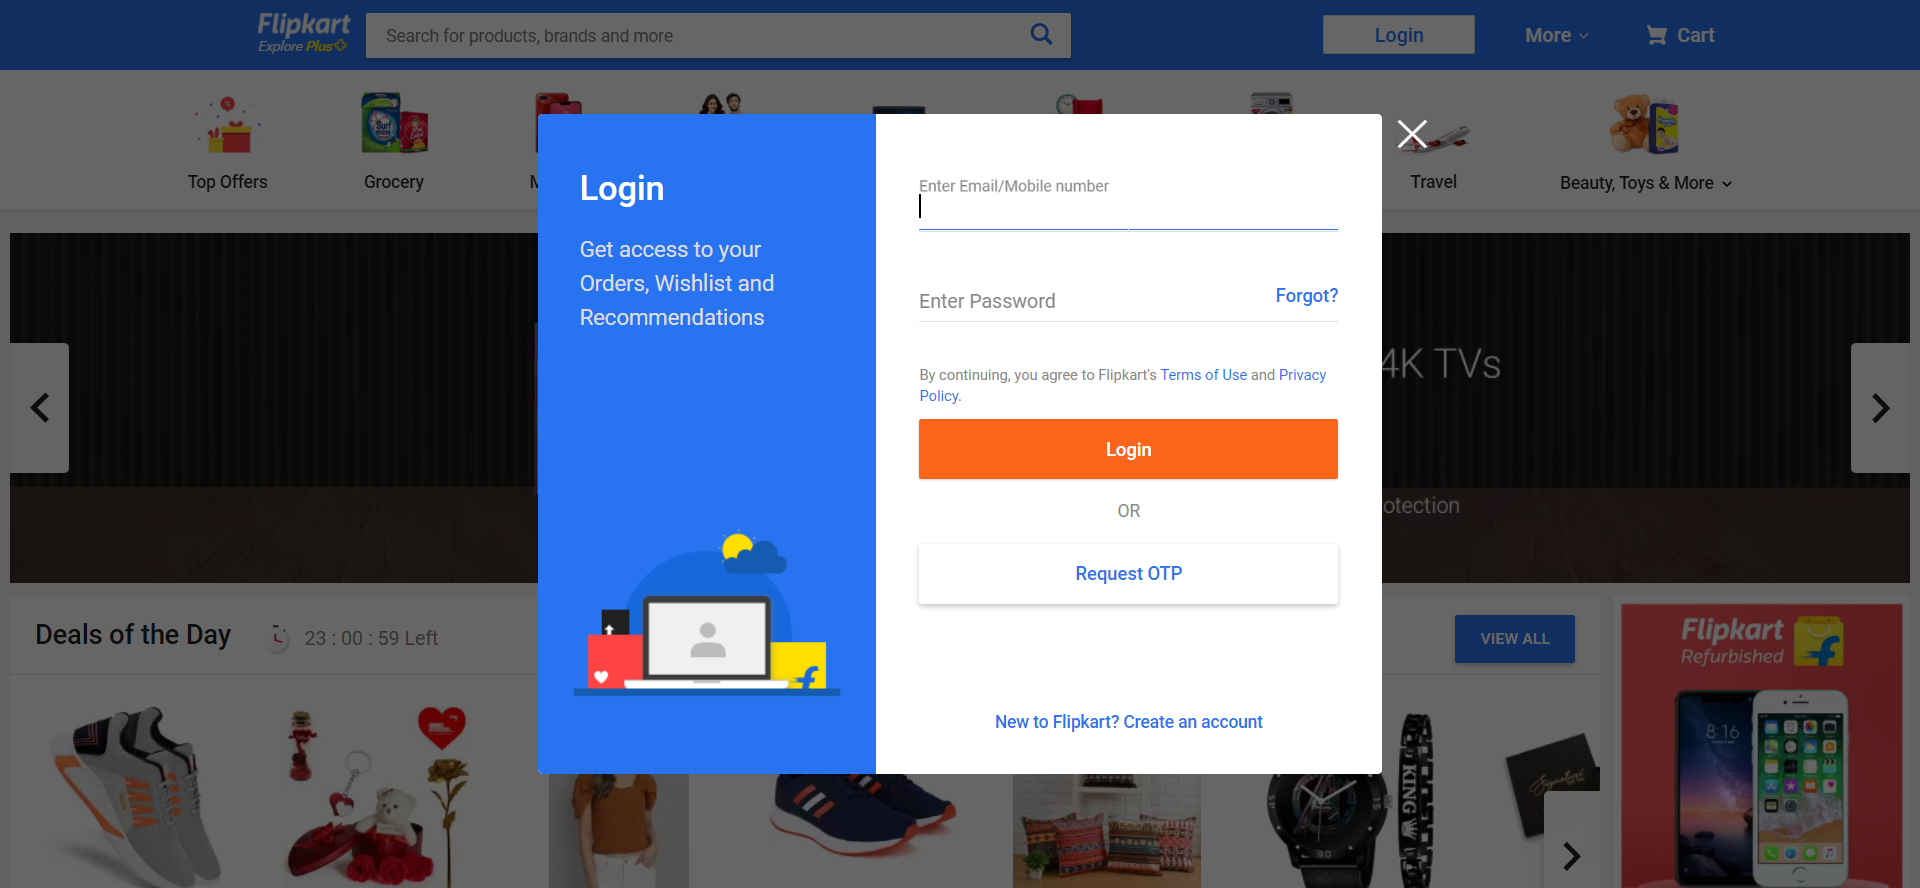 Flipkart
Explore Plus
Search for products, brands and more
Login
More
Cart
Top Offers
Grocery
Travel
Beauty, Toys & More
Login
Get access to your
Orders, Wishlist and
Recommendations
Enter Email/Mobile number
Enter Password
Forgot?
By continuing, you agree to Flipkart's Terms of Use and Privacy
Policy.
Login
OR
Request OTP
New to Flipkart? Create an account
4K TVs
otection
Deals of the Day
23 : 00 : 59 Left
VIEW ALL
Flipkart
Refurbished
8:16
KING
Signature